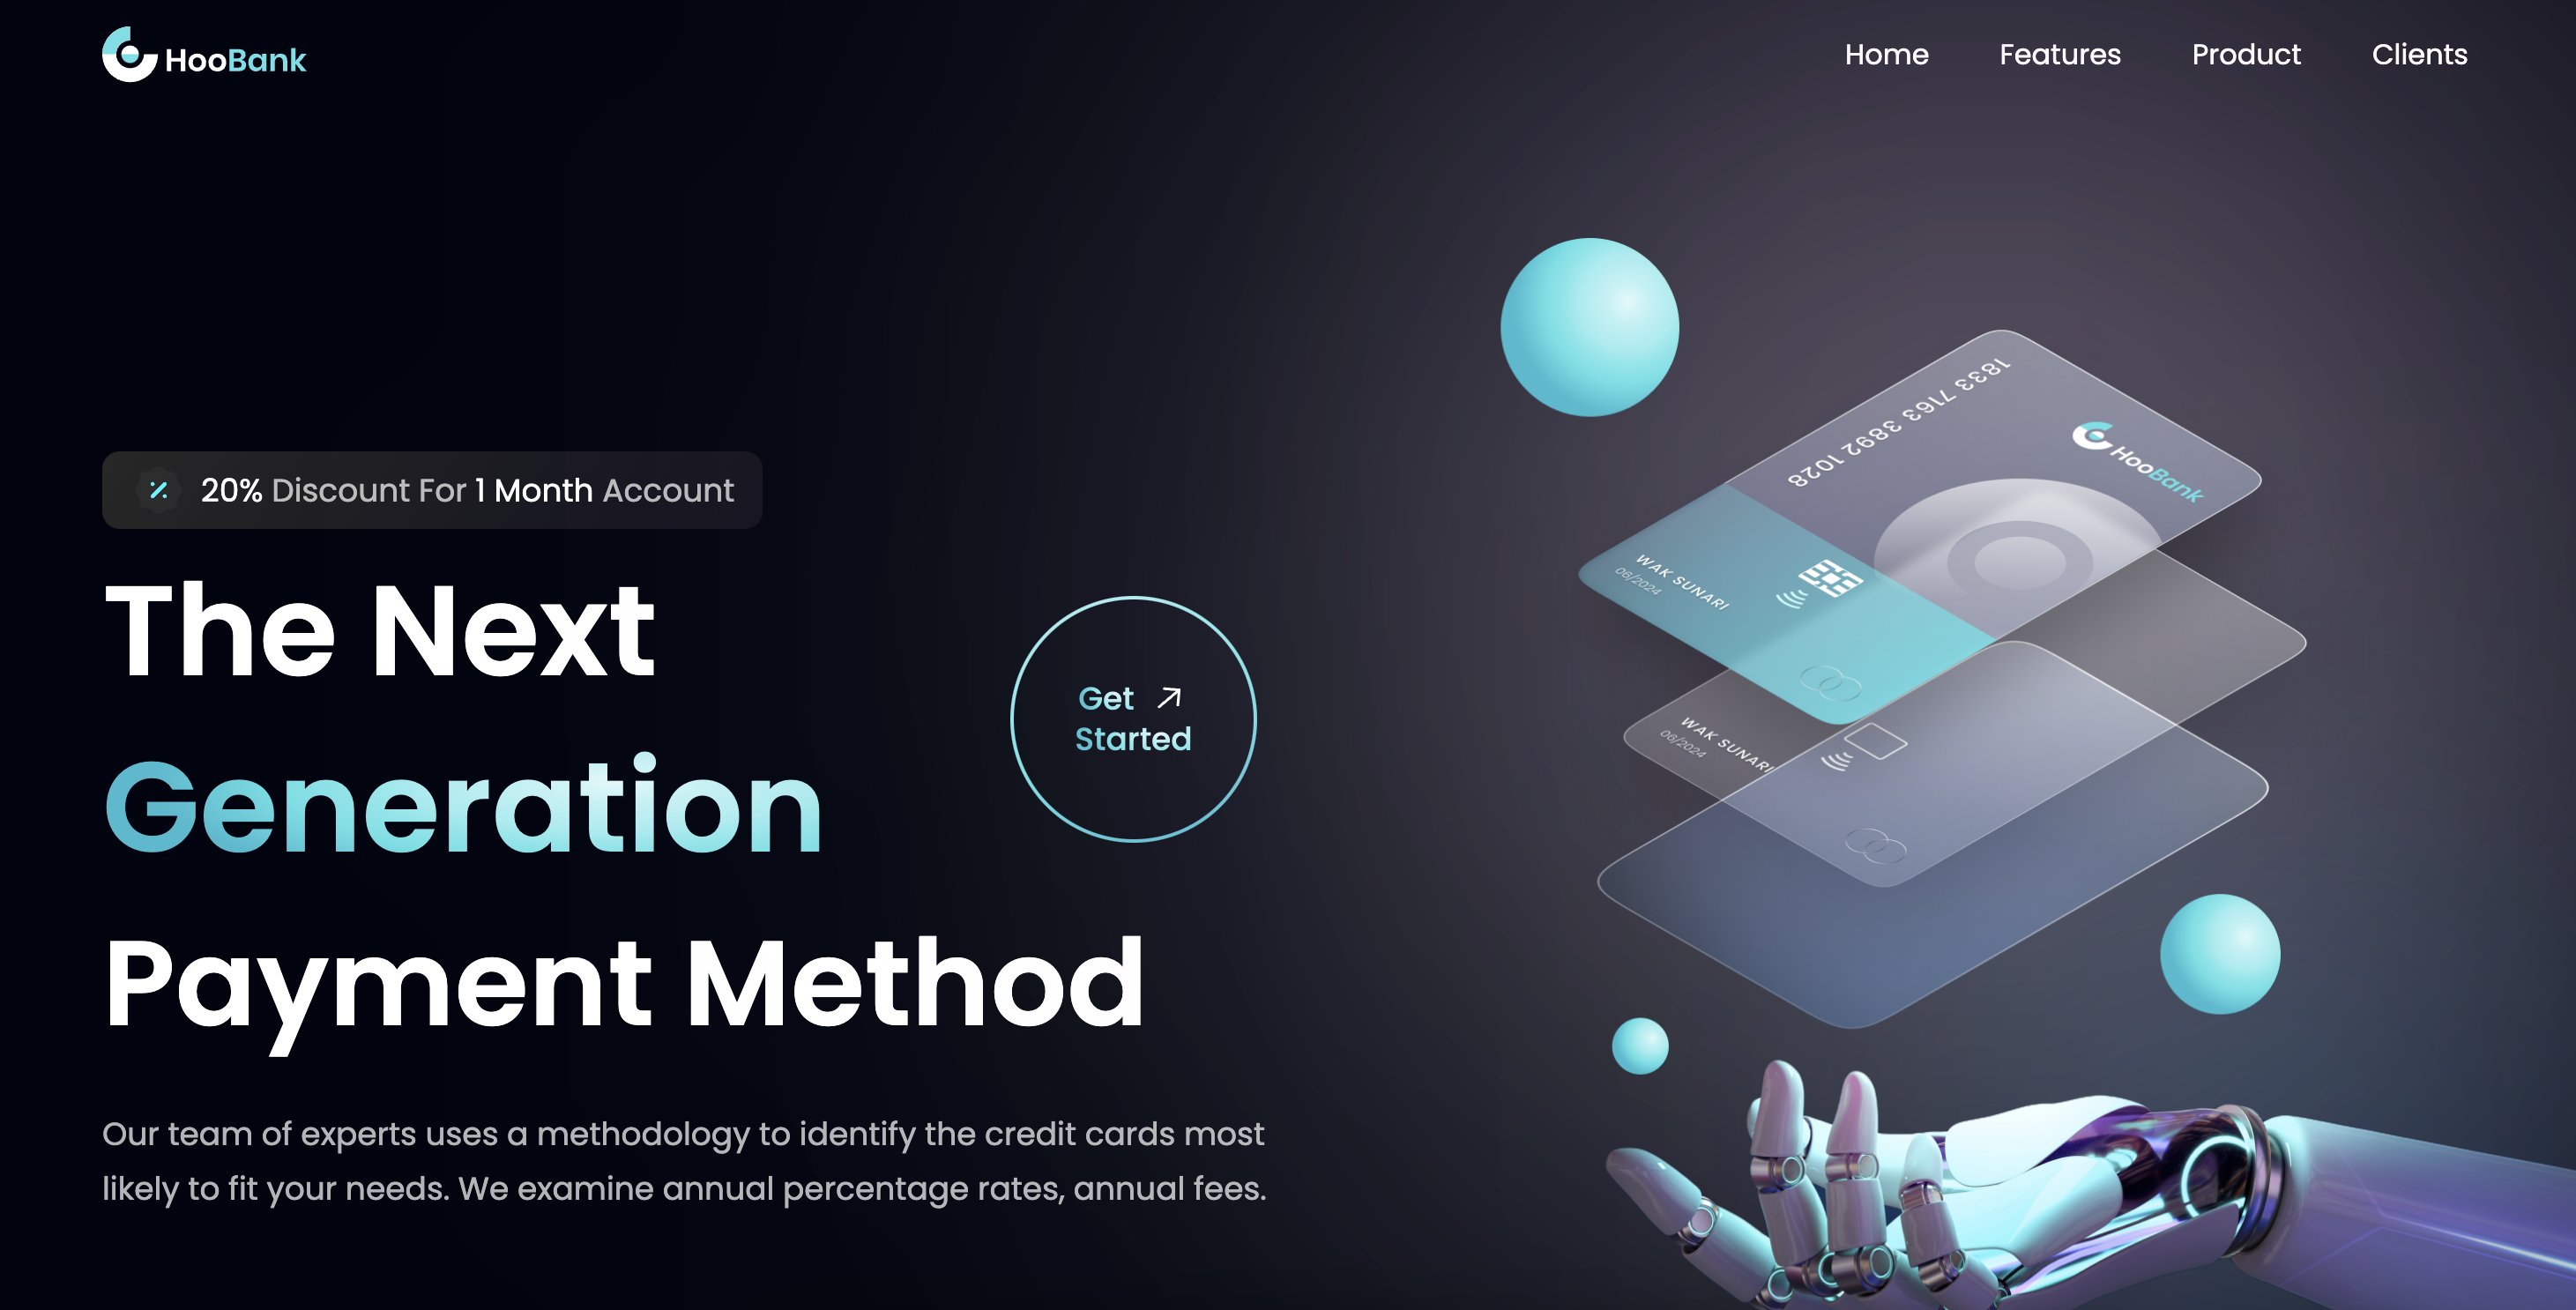 HooBank
Home Features Product Clients
20% Discount For 1 Month Account
The Next
Generation
Payment Method
Get
Started
Our team of experts uses a methodology to identify the credit cards most
likely to fit your needs. We examine annual percentage rates, annual fees.
1833 7163 3892 1028
HooBank
WAK SUNARI
06/2024
WAK SUNARI
06/2024